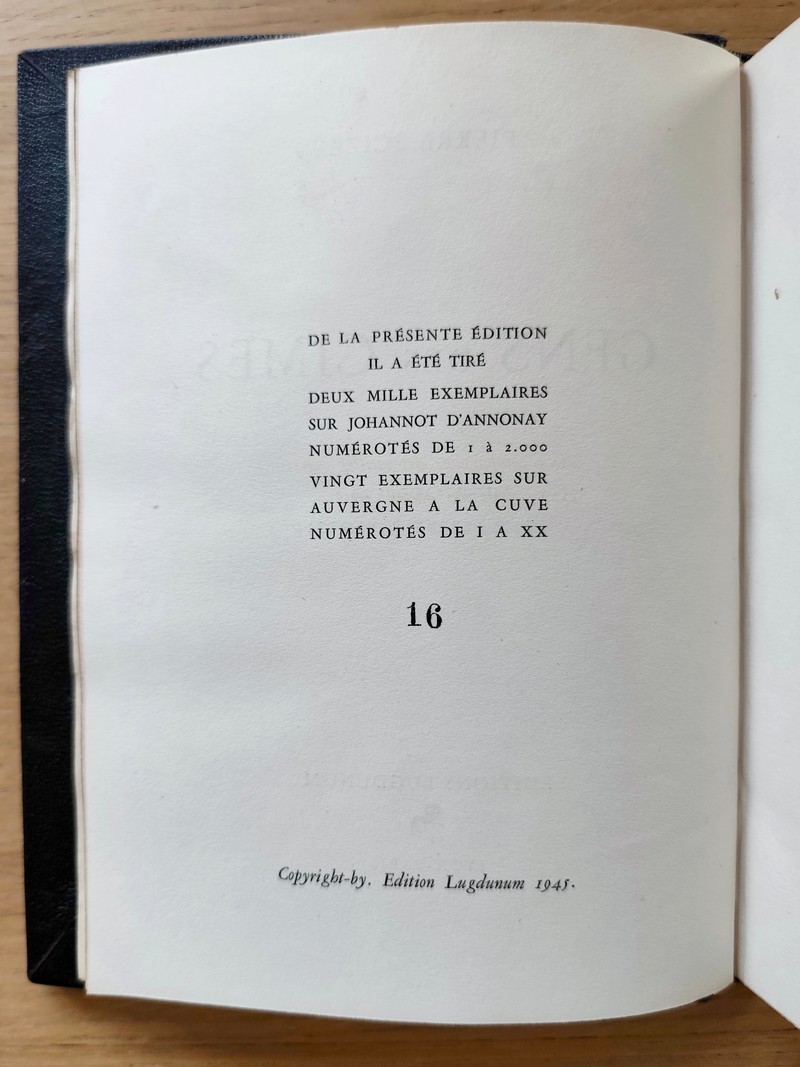 DE LA PRÉSENTE ÉDITION
IL A ÉTÉ TIRÉ
DEUX MILLE EXEMPLAIRES
SUR JOHANNOT D'ANNONAY
NUMÉROTÉS DE 1 à 2.000
VINGT EXEMPLAIRES SUR
AUVERGNE A LA CUVE
NUMÉROTÉS DE I A XX
16
Copyright-by. Edition Lugdunum 1945.